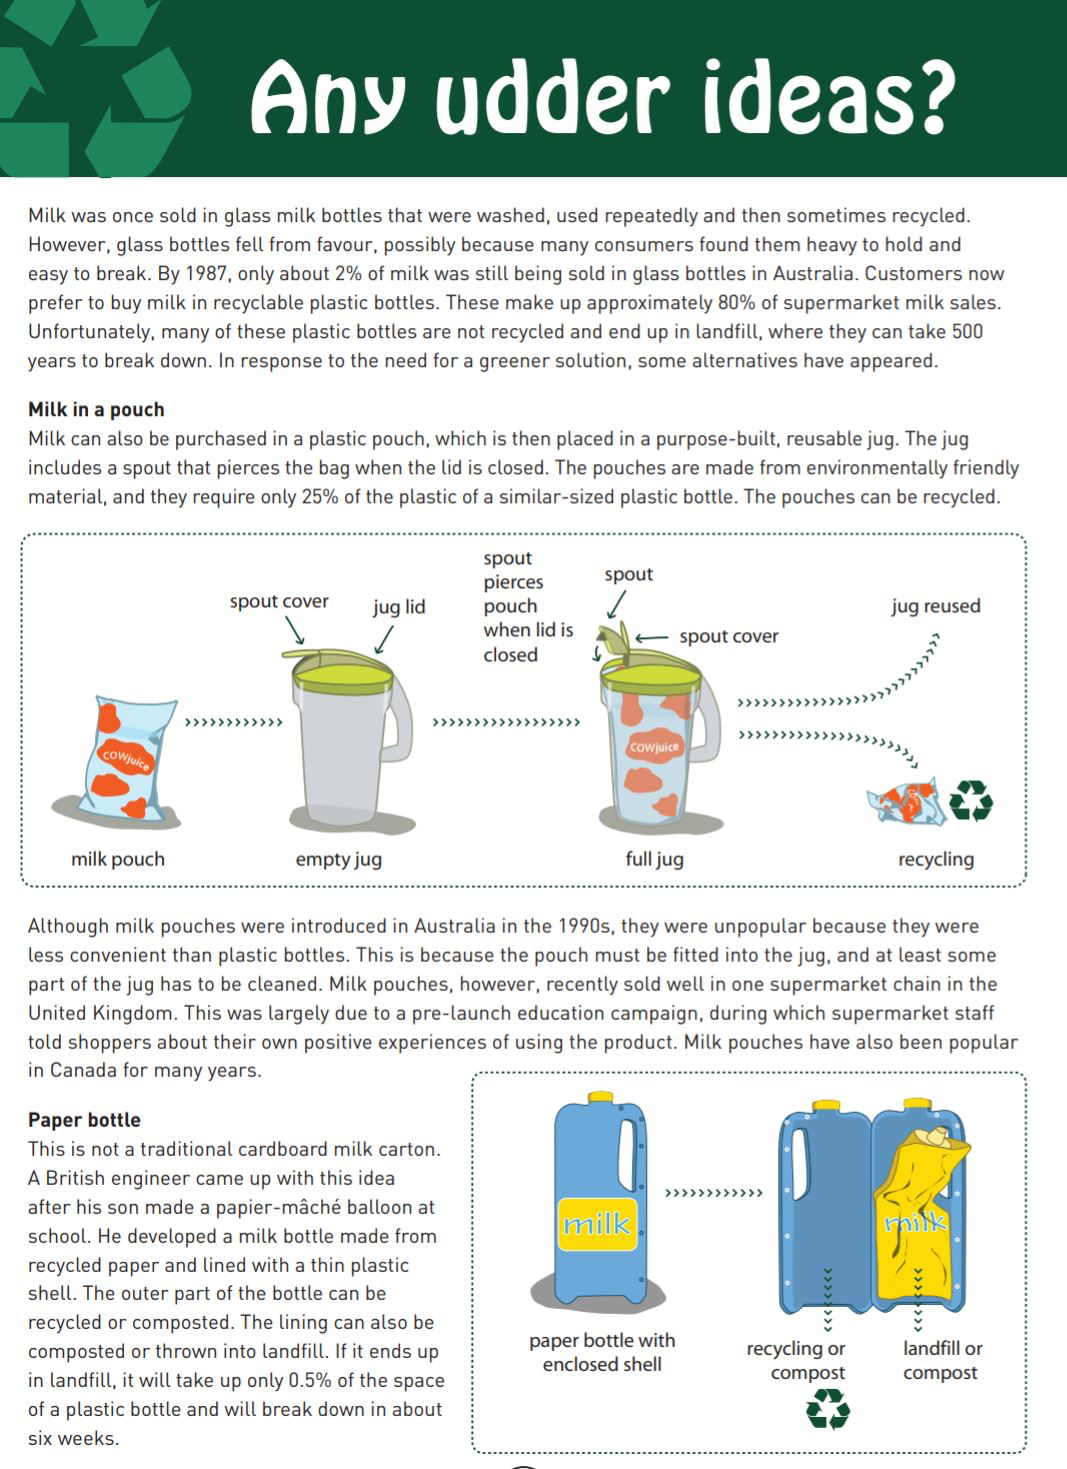 Any udder ideas?
Milk was once sold in glass milk bottles that were washed, used repeatedly and then sometimes recycled.
However, glass bottles fell from favour, possibly because many consumers found them heavy to hold and
easy to break. By 1987, only about 2% of milk was still being sold in glass bottles in Australia. Customers now
prefer to buy milk in recyclable plastic bottles. These make up approximately 80% of supermarket milk sales.
Unfortunately, many of these plastic bottles are not recycled and end up in landfill, where they can take 500
years to break down. In response to the need for a greener solution, some alternatives have appeared.
Milk in a pouch
Milk can also be purchased in a plastic pouch, which is then placed in a purpose-built, reusable jug. The jug
includes a spout that pierces the bag when the lid is closed. The pouches are made from environmentally friendly
material, and they require only 25% of the plastic of a similar-sized plastic bottle. The pouches can be recycled.
spout cover
jug lid
spout
pierces
pouch
when lid is
closed
spout
spout cover
jug reused
COWjuice
COWjuice
milk pouch
empty jug
full jug
recycling
Although milk pouches were introduced in Australia in the 1990s, they were unpopular because they were
less convenient than plastic bottles. This is because the pouch must be fitted into the jug, and at least some
part of the jug has to be cleaned. Milk pouches, however, recently sold well in one supermarket chain in the
United Kingdom. This was largely due to a pre-launch education campaign, during which supermarket staff
told shoppers about their own positive experiences of using the product. Milk pouches have also been popular
in Canada for many years.
Paper bottle
This is not a traditional cardboard milk carton.
A British engineer came up with this idea
after his son made a papier-mâché balloon at
school. He developed a milk bottle made from
recycled paper and lined with a thin plastic
shell. The outer part of the bottle can be
recycled or composted. The lining can also be
composted or thrown into landfill. If it ends up
in landfill, it will take up only 0.5% of the space
of a plastic bottle and will break down in about
six weeks.
milk
milk
paper bottle with
enclosed shell
recycling or
compost
landfill or
compost